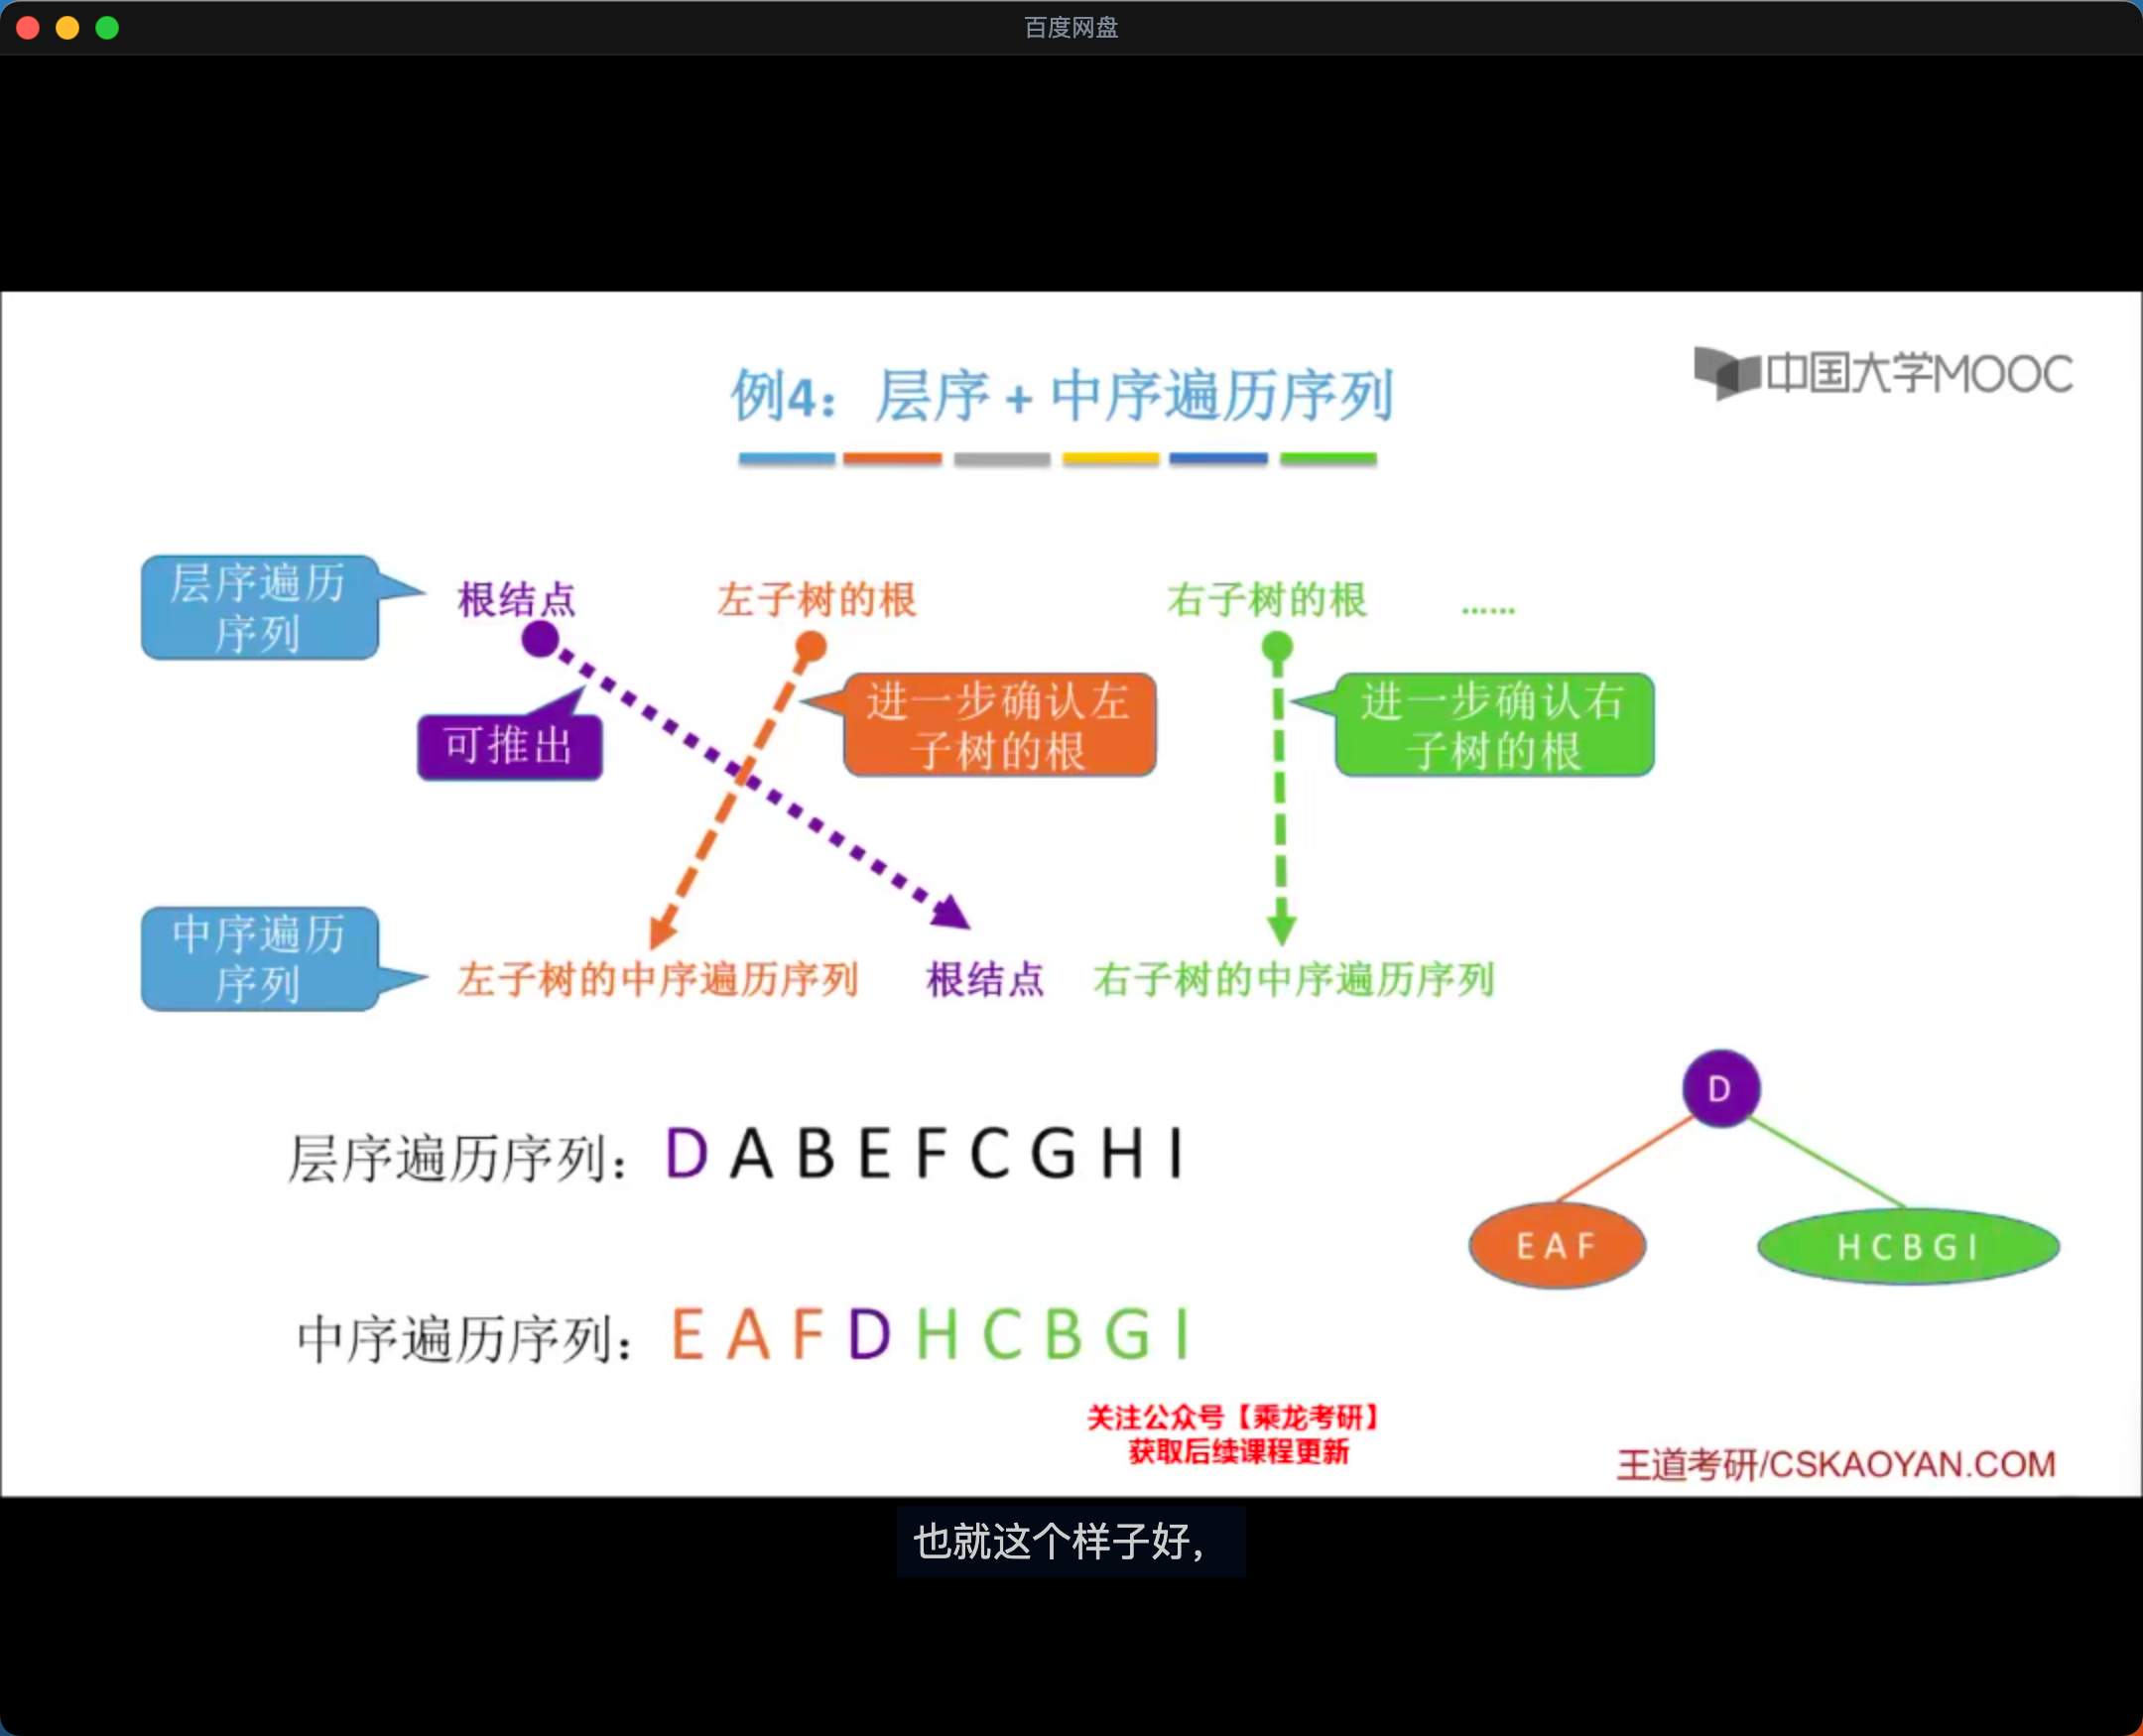 百度网盘
中国大学MOOC
例4：层序 + 中序遍历序列
层序遍历
序列
根结点
左子树的根
右子树的根
……
可推出
进一步确认左
子树的根
进一步确认右
子树的根
中序遍历
序列
左子树的中序遍历序列
根结点
右子树的中序遍历序列
D
E A F
H C B G I
层序遍历序列：D A B E F C G H I
中序遍历序列：E A F D H C B G I
关注公众号【乘龙考研】
获取后续课程更新
王道考研/CSKAOYAN.COM
也就这个样子好，